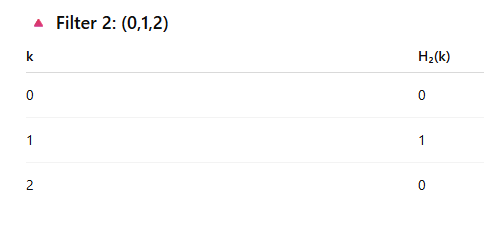 🔺 Filter 2: (0,1,2)
k H₂(k)
0 0
1 1
2 0